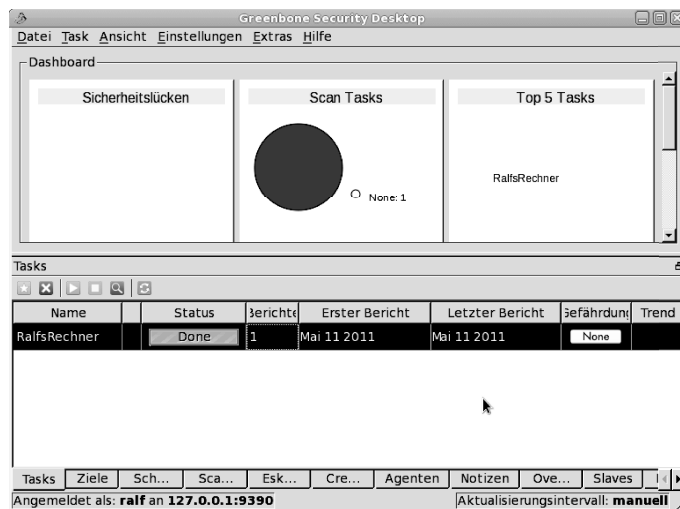 Greenbone Security Desktop
Datei Task Ansicht Einstellungen Extras Hilfe
Dashboard
Sicherheitslücken
Scan Tasks
Top 5 Tasks
None: 1
RalfsRechner
Tasks
Name Status Berichte Erster Bericht Letzter Bericht Gefährdung Trend
RalfsRechner Done 1 Mai 11 2011 Mai 11 2011 None
Tasks Ziele Sch... Sca... Esk... Cre... Agenten Notizen Ove... Slaves
Angemeldet als: ralf an 127.0.0.1:9390 Aktualisierungsintervall: manuell